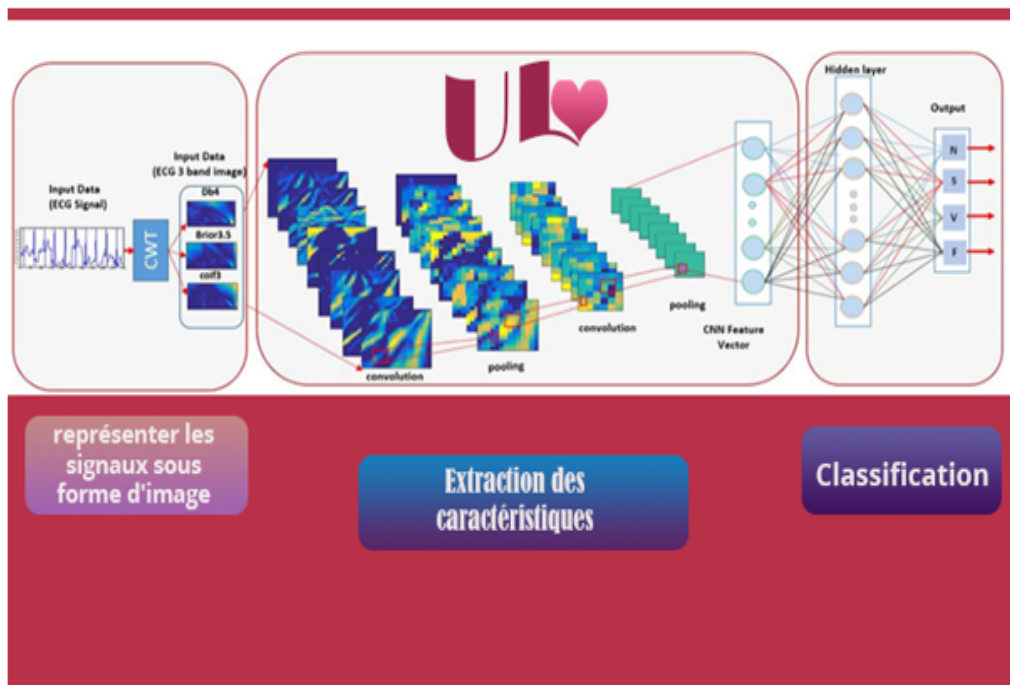 Input Data
(ECG Signal)
CWT
Input Data
(ECG 3 band image)
Db4
Brior3.5
coif3
UL
convolution
pooling
convolution
pooling
CNN Feature
Vector
Hidden layer
Output
N
S
V
F
représenter les
signaux sous
forme d'image
Extraction des
caractéristiques
Classification